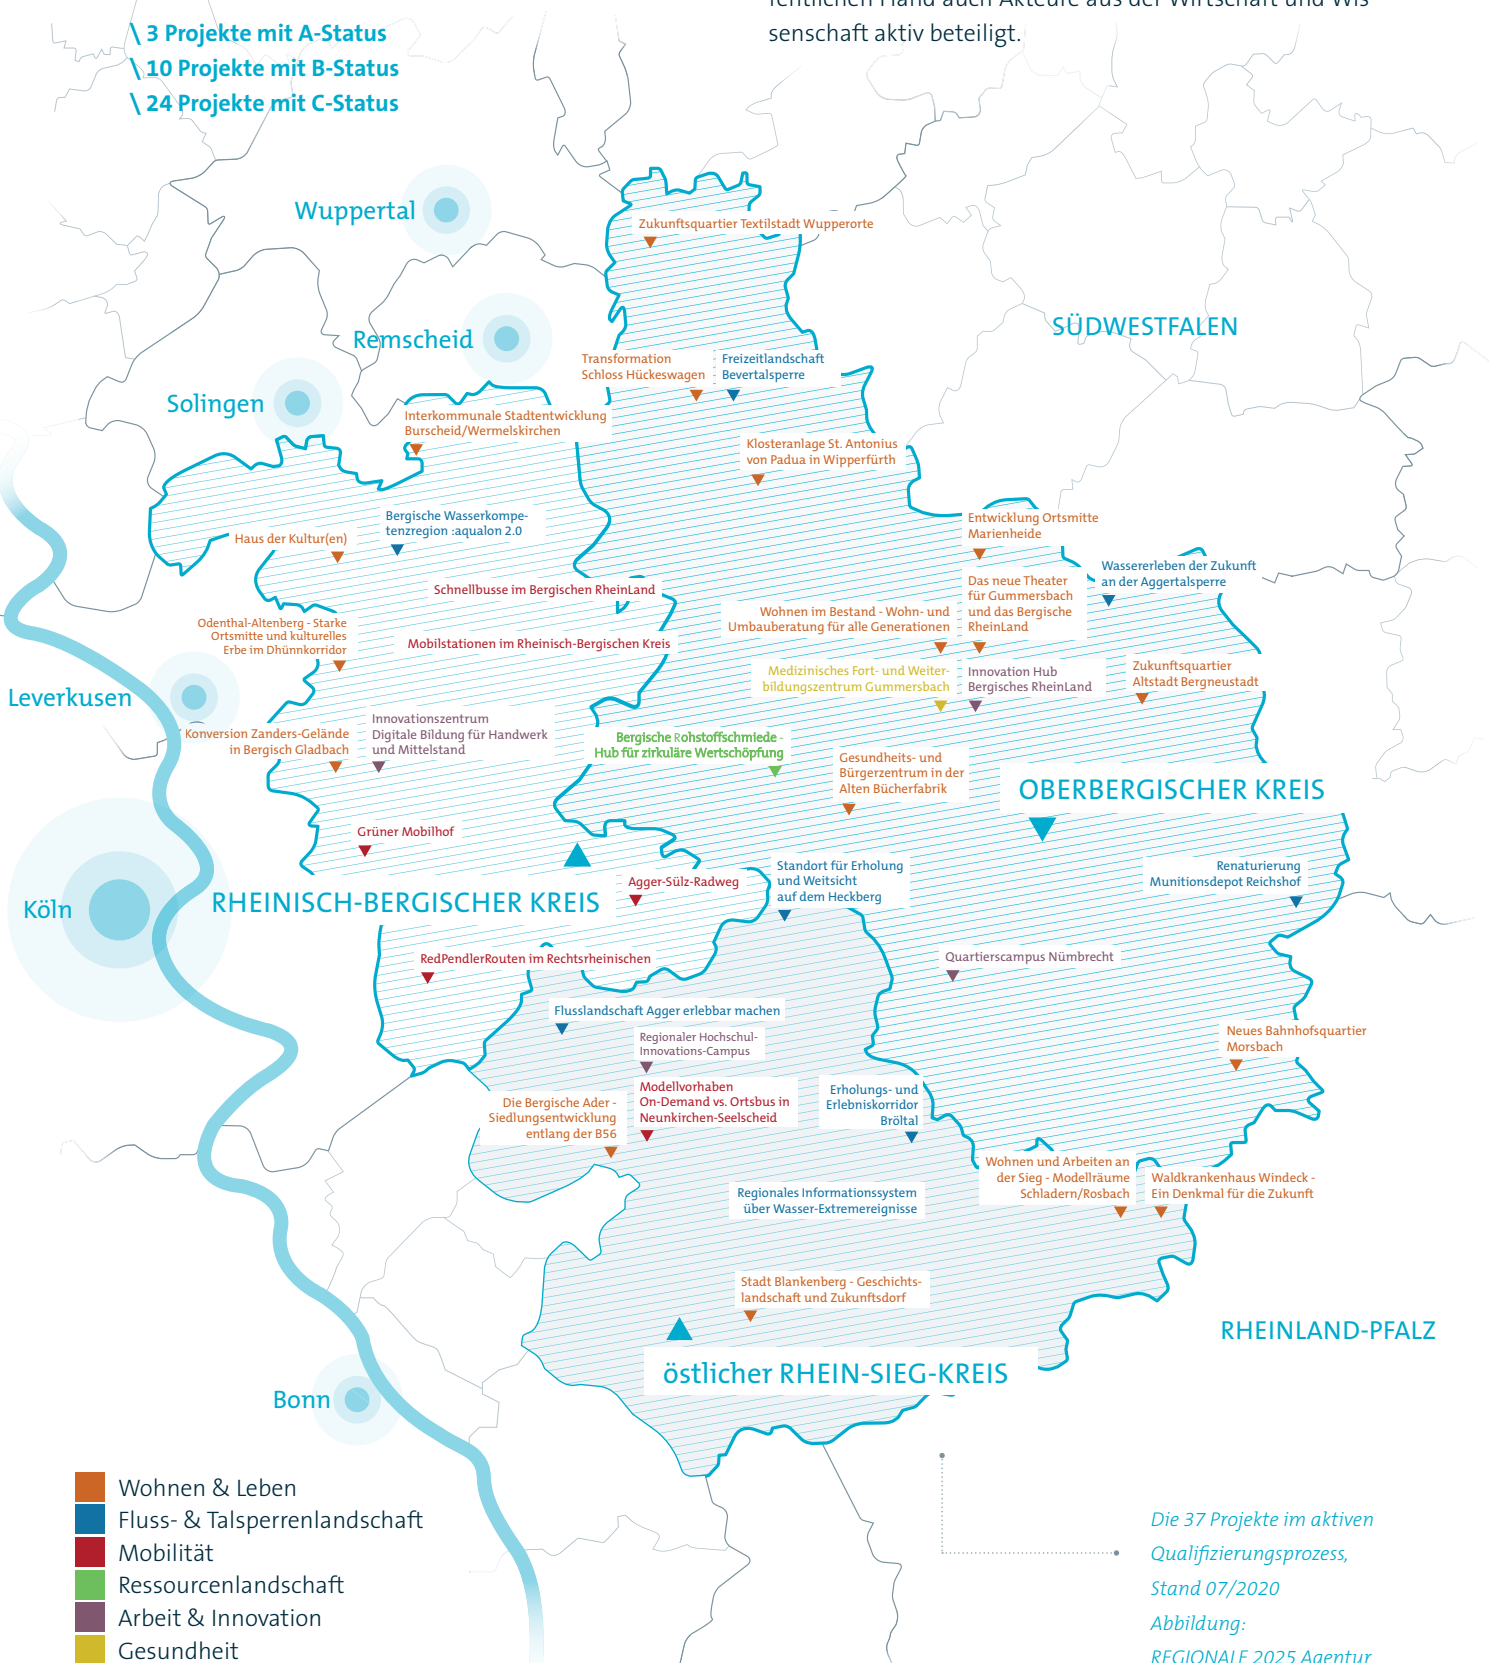 \ 3 Projekte mit A-Status
\ 10 Projekte mit B-Status
\ 24 Projekte mit C-Status
fentlichen Hand auch Akteure aus der Wirtschaft und Wis-
senschaft aktiv beteiligt.
Wuppertal
Zukunftsquartier Textilstadt Wupperorte
Remscheid
SÜDWESTFALEN
Transformation
Schloss Hückeswagen
Freizeitlandschaft
Bevertalsperre
Solingen
Interkommunale Stadtentwicklung
Burscheid/Wermelskirchen
Klosteranlage St. Antonius
von Padua in Wipperfürth
Bergische Wasserkompe-
tenzregion :aqualon 2.0
Haus der Kultur(en)
Entwicklung Ortsmitte
Marienheide
Wassererleben der Zukunft
an der Aggertalsperre
Schnellbusse im Bergischen RheinLand
Das neue Theater
für Gummersbach
und das Bergische
RheinLand
Wohnen im Bestand - Wohn- und
Umbauberatung für alle Generationen
Odenthal-Altenberg - Starke
Ortsmitte und kulturelles
Erbe im Dhünnkorridor
Mobilstationen im Rheinisch-Bergischen Kreis
Medizinisches Fort- und Weiter-
bildungszentrum Gummersbach
Innovation Hub
Bergisches RheinLand
Zukunftsquartier
Altstadt Bergneustadt
Leverkusen
Konversion Zanders-Gelände
in Bergisch Gladbach
Innovationszentrum
Digitale Bildung für Handwerk
und Mittelstand
Bergische Rohstoffschmiede -
Hub für zirkuläre Wertschöpfung
Gesundheits- und
Bürgerzentrum in der
Alten Bücherfabrik
OBERBERGISCHER KREIS
Grüner Mobilhof
Köln
RHEINISCH-BERGISCHER KREIS
Agger-Sülz-Radweg
Standort für Erholung
und Weitsicht
auf dem Heckberg
Renaturierung
Munitionsdepot Reichshof
RedPendlerRouten im Rechtsrheinischen
Quartierscampus Nümbrecht
Flusslandschaft Agger erlebbar machen
Regionaler Hochschul-
Innovations-Campus
Neues Bahnhofsquartier
Morsbach
Die Bergische Ader -
Siedlungsentwicklung
entlang der B56
Modellvorhaben
On-Demand vs. Ortsbus in
Neunkirchen-Seelscheid
Erholungs- und
Erlebniskorridor
Bröltal
Wohnen und Arbeiten an
der Sieg - Modellräume
Schladern/Rosbach
Waldkrankenhaus Windeck -
Ein Denkmal für die Zukunft
Regionales Informationssystem
über Wasser-Extremereignisse
Stadt Blankenberg - Geschichts-
landschaft und Zukunftsdorf
RHEINLAND-PFALZ
östlicher RHEIN-SIEG-KREIS
Bonn
Wohnen & Leben
Fluss- & Talsperrenlandschaft
Mobilität
Ressourcenlandschaft
Arbeit & Innovation
Gesundheit
Die 37 Projekte im aktiven
Qualifizierungsprozess,
Stand 07/2020
Abbildung:
REGIONALE 2025 Agentur